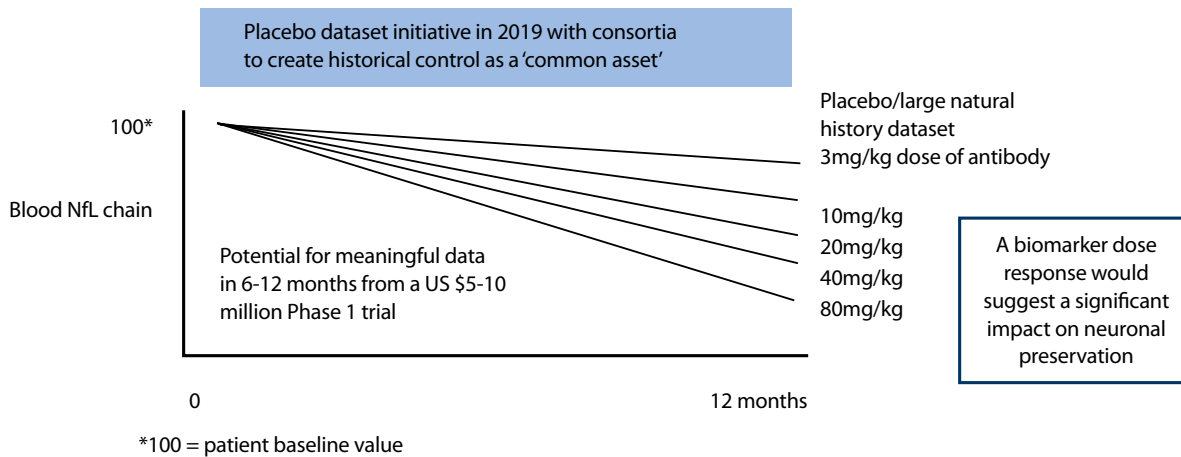 Placebo dataset initiative in 2019 with consortia
to create historical control as a ‘common asset’
100*
Blood NfL chain
Placebo/large natural
history dataset
3mg/kg dose of antibody
10mg/kg
20mg/kg
40mg/kg
80mg/kg
Potential for meaningful data
in 6-12 months from a US $5-10
million Phase 1 trial
A biomarker dose
response would
suggest a significant
impact on neuronal
preservation
0
12 months
*100 = patient baseline value